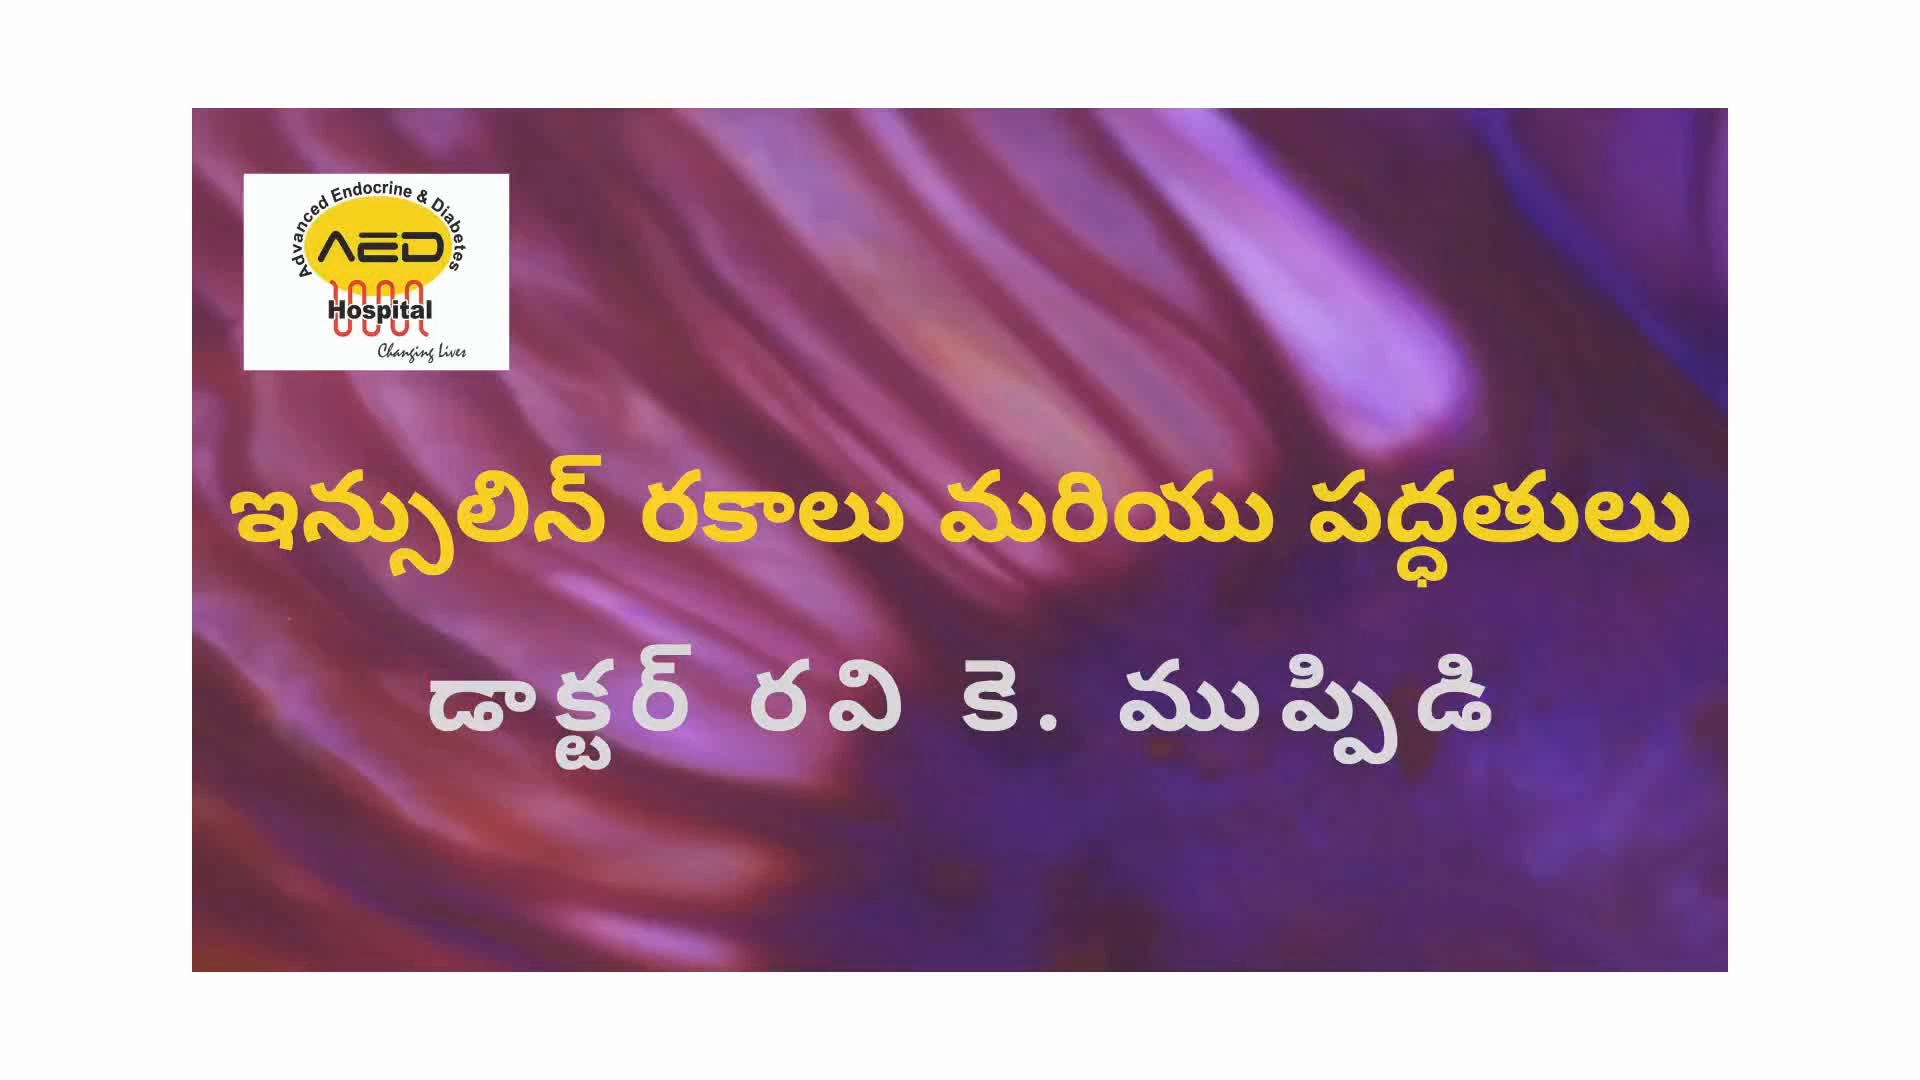 Advanced Endocrine & Diabetes
AED
Hospital
Changing Lives
ఇన్సులిన్ రకాలు మరియు పద్ధతులు
డాక్టర్ రవి కె. ముప్పిడి